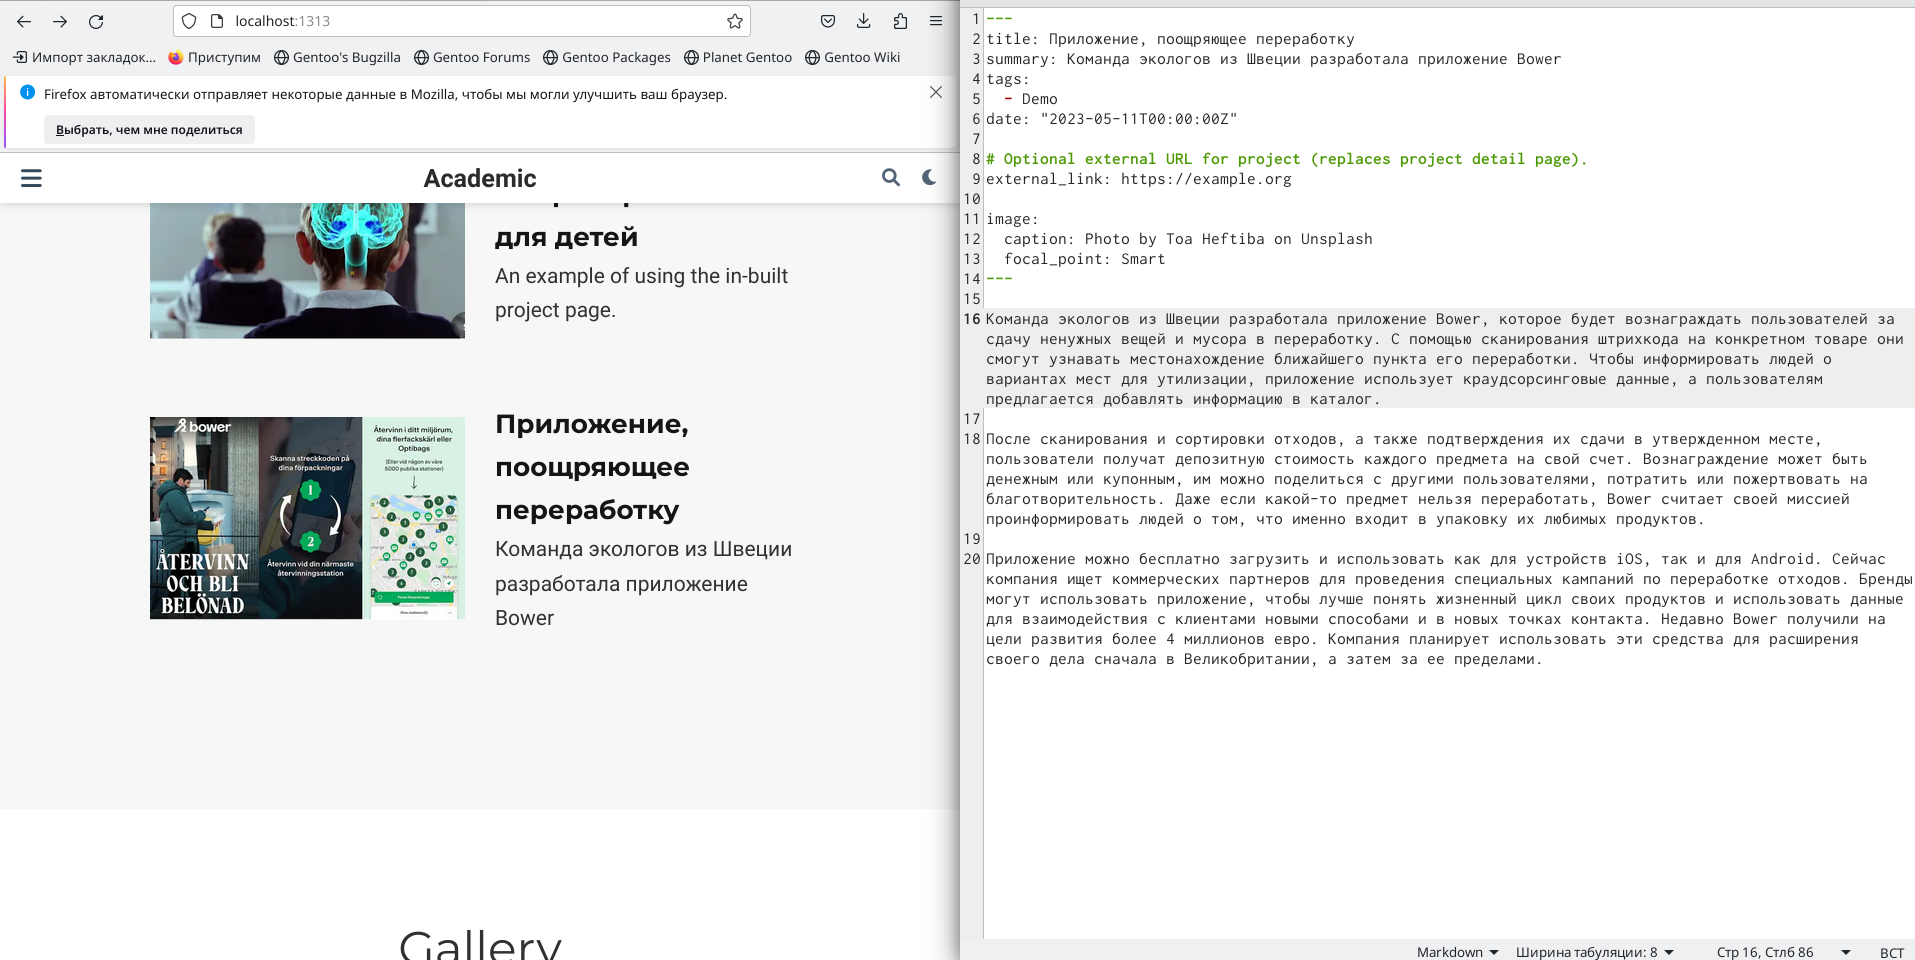 localhost:1313
Импорт закладок...
Приступим
Gentoo's Bugzilla
Gentoo Forums
Gentoo Packages
Planet Gentoo
Gentoo Wiki
Firefox автоматически отправляет некоторые данные в Mozilla, чтобы мы могли улучшить ваш браузер.
Выбрать, чем мне поделиться
Academic
для детей
An example of using the in-built
project page.
bower
Skanna streckkoden på
dina förpackningar
1
2
Återvinn vid din närmaste
återvinningsstation
ÅTERVINN
OCH BLI
BELÖNAD
Återvinn i ditt miljörum,
dina flerfackskärl eller
Optibags
(Eller vid någon av våra
5000 publika stationer)
Приложение,
поощряющее
переработку
Команда экологов из Швеции
разработала приложение
Bower
Gallery
1 ---
2 title: Приложение, поощряющее переработку
3 summary: Команда экологов из Швеции разработала приложение Bower
4 tags:
5   - Demo
6 date: "2023-05-11T00:00:00Z"
7
8 # Optional external URL for project (replaces project detail page).
9 external_link: https://example.org
10
11 image:
12   caption: Photo by Toa Heftiba on Unsplash
13   focal_point: Smart
14 ---
15
16 Команда экологов из Швеции разработала приложение Bower, которое будет вознаграждать пользователей за
сдачу ненужных вещей и мусора в переработку. С помощью сканирования штрихкода на конкретном товаре они
смогут узнавать местонахождение ближайшего пункта его переработки. Чтобы информировать людей о
вариантах мест для утилизации, приложение использует краудсорсинговые данные, а пользователям
предлагается добавлять информацию в каталог.
17
18 После сканирования и сортировки отходов, а также подтверждения их сдачи в утвержденном месте,
пользователи получат депозитную стоимость каждого предмета на свой счет. Вознаграждение может быть
денежным или купонным, им можно поделиться с другими пользователями, потратить или пожертвовать на
благотворительность. Даже если какой-то предмет нельзя переработать, Bower считает своей миссией
проинформировать людей о том, что именно входит в упаковку их любимых продуктов.
19
20 Приложение можно бесплатно загрузить и использовать как для устройств iOS, так и для Android. Сейчас
компания ищет коммерческих партнеров для проведения специальных кампаний по переработке отходов. Бренды
могут использовать приложение, чтобы лучше понять жизненный цикл своих продуктов и использовать данные
для взаимодействия с клиентами новыми способами и в новых точках контакта. Недавно Bower получили на
цели развития более 4 миллионов евро. Компания планирует использовать эти средства для расширения
своего дела сначала в Великобритании, а затем за ее пределами.
Markdown
Ширина табуляции: 8
Стр 16, Стлб 86
ВСТ